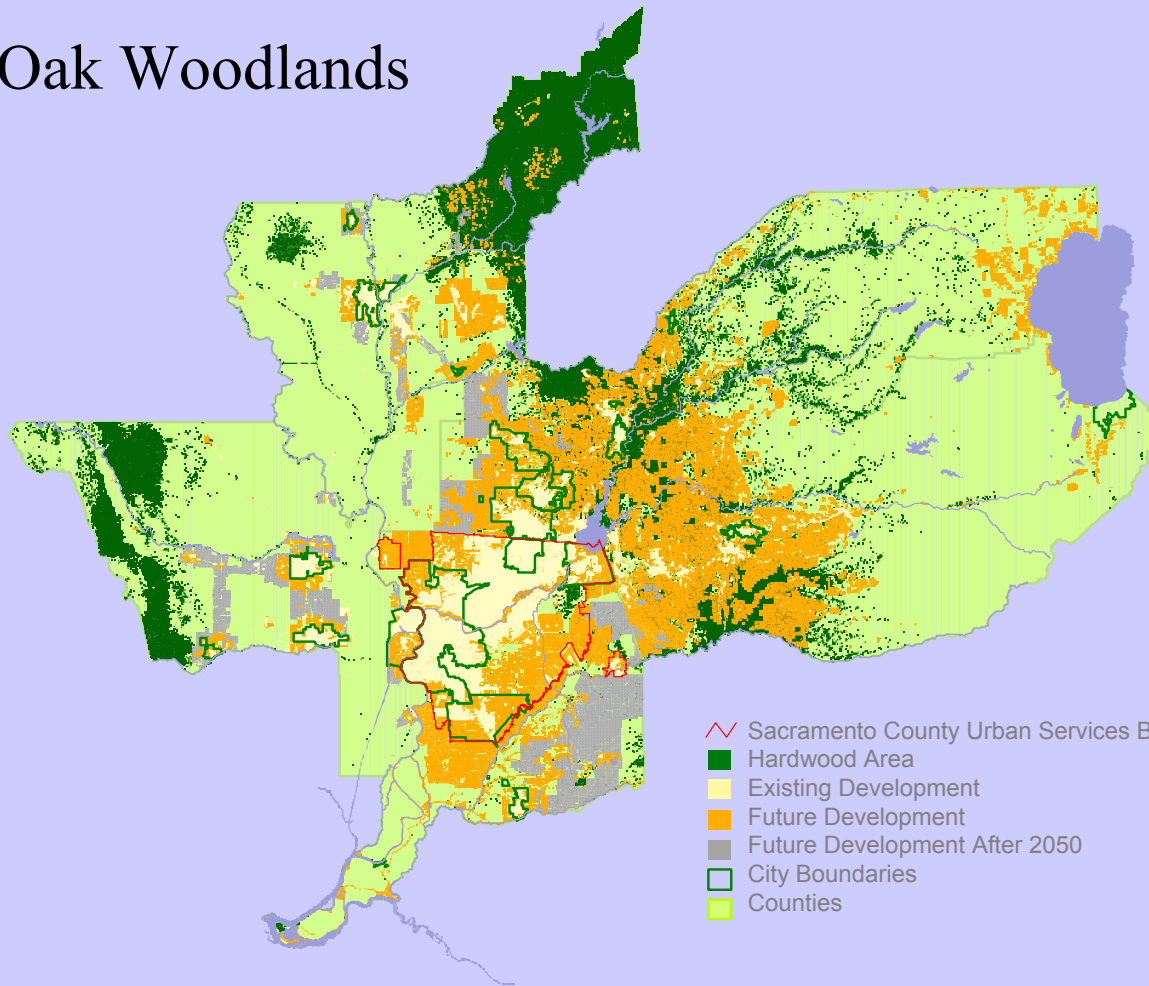 Oak Woodlands
Sacramento County Urban Services B
Hardwood Area
Existing Development
Future Development
Future Development After 2050
City Boundaries
Counties